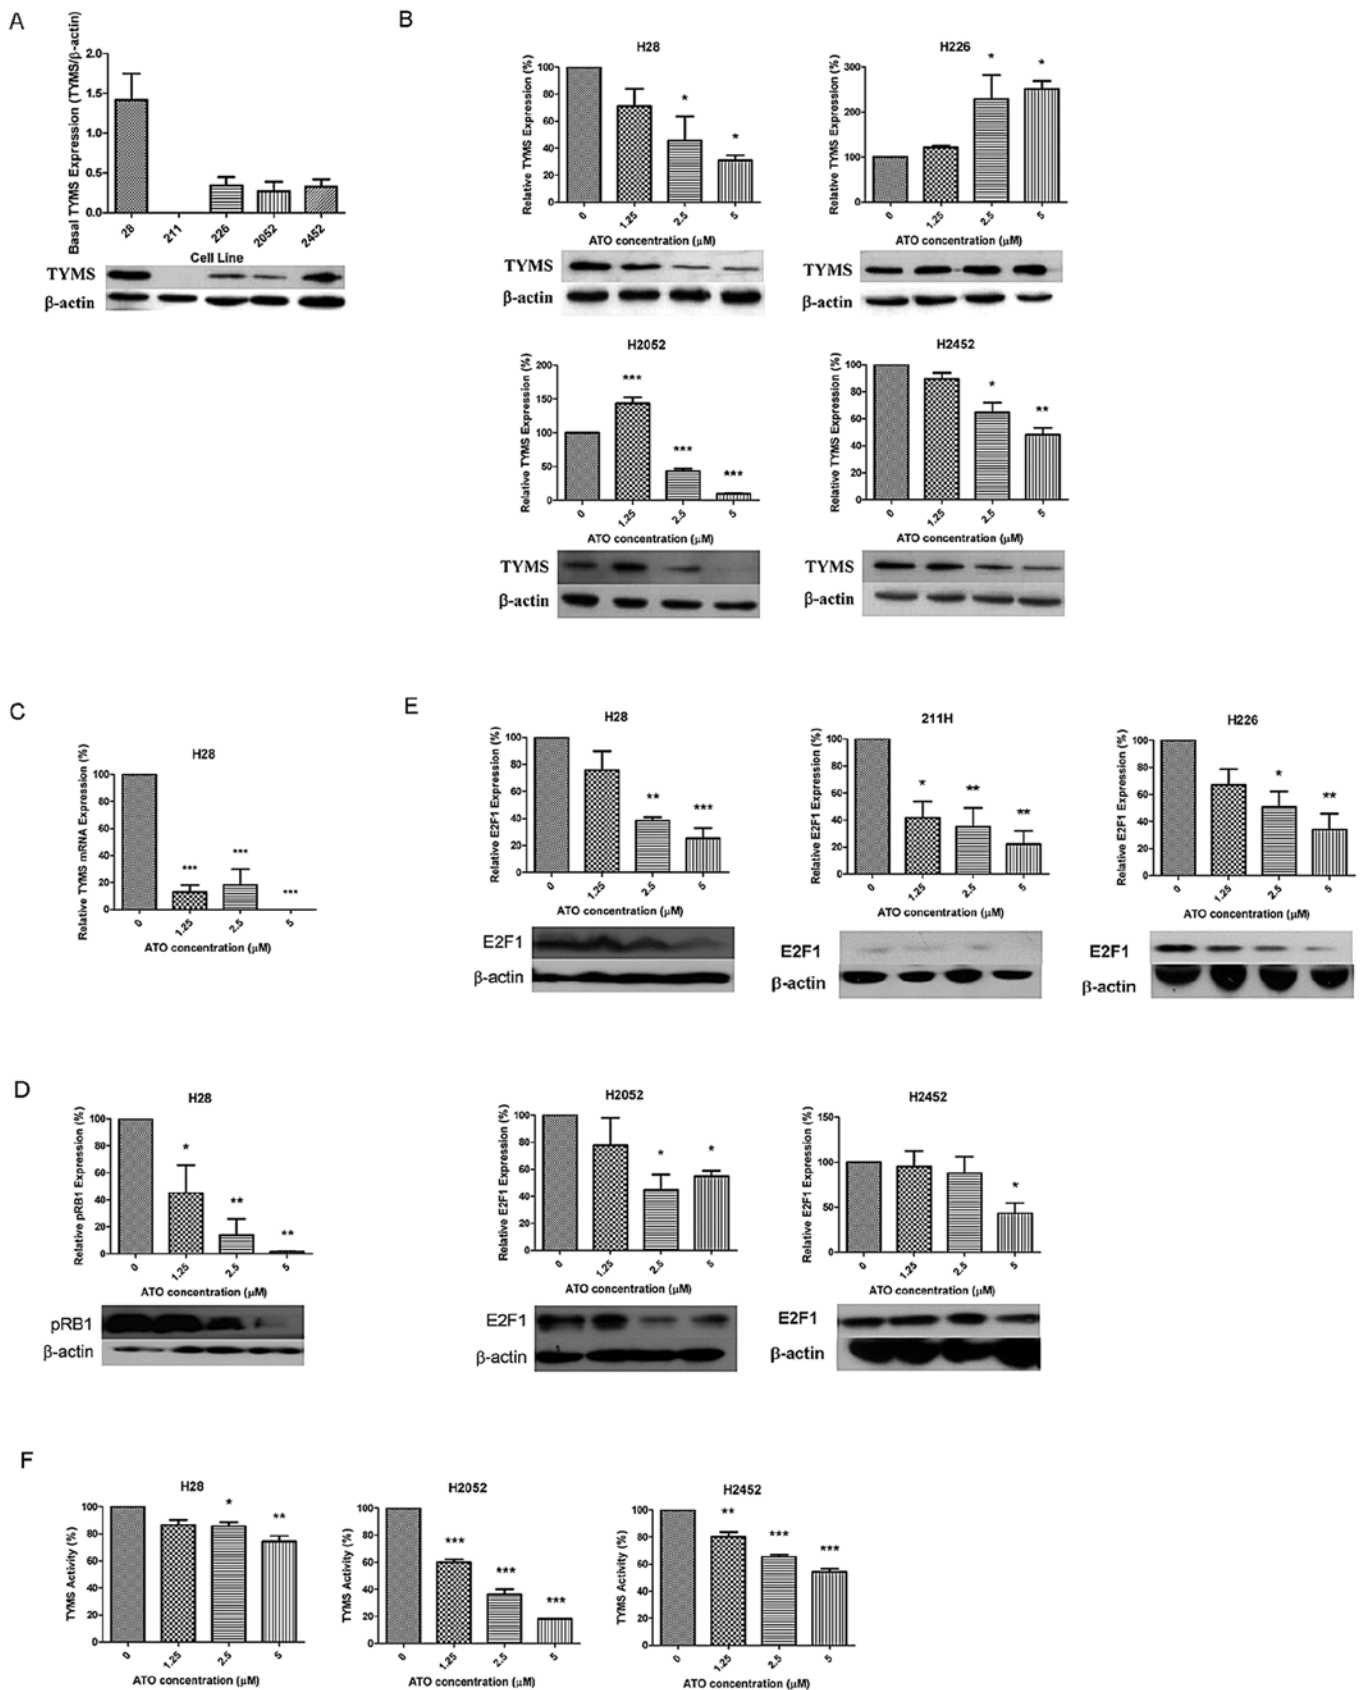 A
Basal TYMS Expression (TYMS/β-actin)
2.0
1.5
1.0
0.5
0.0
28
211
226
2052
2452
Cell Line
TYMS
β-actin
B
H28
Relative TYMS Expression (%)
100
80
60
40
20
0
*
*
0
1.25
2.5
5
ATO concentration (μM)
TYMS
β-actin
H226
Relative TYMS Expression (%)
300
200
100
0
*
*
0
1.25
2.5
5
ATO concentration (μM)
TYMS
β-actin
H2052
Relative TYMS Expression (%)
200
150
100
50
0
***
***
***
0
1.25
2.5
5
ATO concentration (μM)
TYMS
β-actin
H2452
Relative TYMS Expression (%)
100
80
60
40
20
0
*
**
0
1.25
2.5
5
ATO concentration (μM)
TYMS
β-actin
C
H28
Relative TYMS mRNA Expression (%)
100
80
60
40
20
0
***
***
***
0
1.25
2.5
5
ATO concentration (μM)
D
H28
Relative pRB1 Expression (%)
100
80
60
40
20
0
*
**
**
0
1.25
2.5
5
ATO concentration (μM)
pRB1
β-actin
E
H28
Relative E2F1 Expression (%)
100
80
60
40
20
0
**
***
0
1.25
2.5
5
ATO concentration (μM)
E2F1
β-actin
211H
Relative E2F1 Expression (%)
100
80
60
40
20
0
*
**
**
0
1.25
2.5
5
ATO concentration (μM)
E2F1
β-actin
H226
Relative E2F1 Expression (%)
100
80
60
40
20
0
*
**
0
1.25
2.5
5
ATO concentration (μM)
E2F1
β-actin
H2052
Relative E2F1 Expression (%)
100
80
60
40
20
0
*
*
0
1.25
2.5
5
ATO concentration (μM)
E2F1
β-actin
H2452
Relative E2F1 Expression (%)
150
100
50
0
*
0
1.25
2.5
5
ATO concentration (μM)
E2F1
β-actin
F
H28
TYMS Activity (%)
100
80
60
40
20
0
*
**
0
1.25
2.5
5
ATO concentration (μM)
H2052
TYMS Activity (%)
100
80
60
40
20
0
***
***
***
0
1.25
2.5
5
ATO concentration (μM)
H2452
TYMS Activity (%)
100
80
60
40
20
0
**
***
***
0
1.25
2.5
5
ATO concentration (μM)